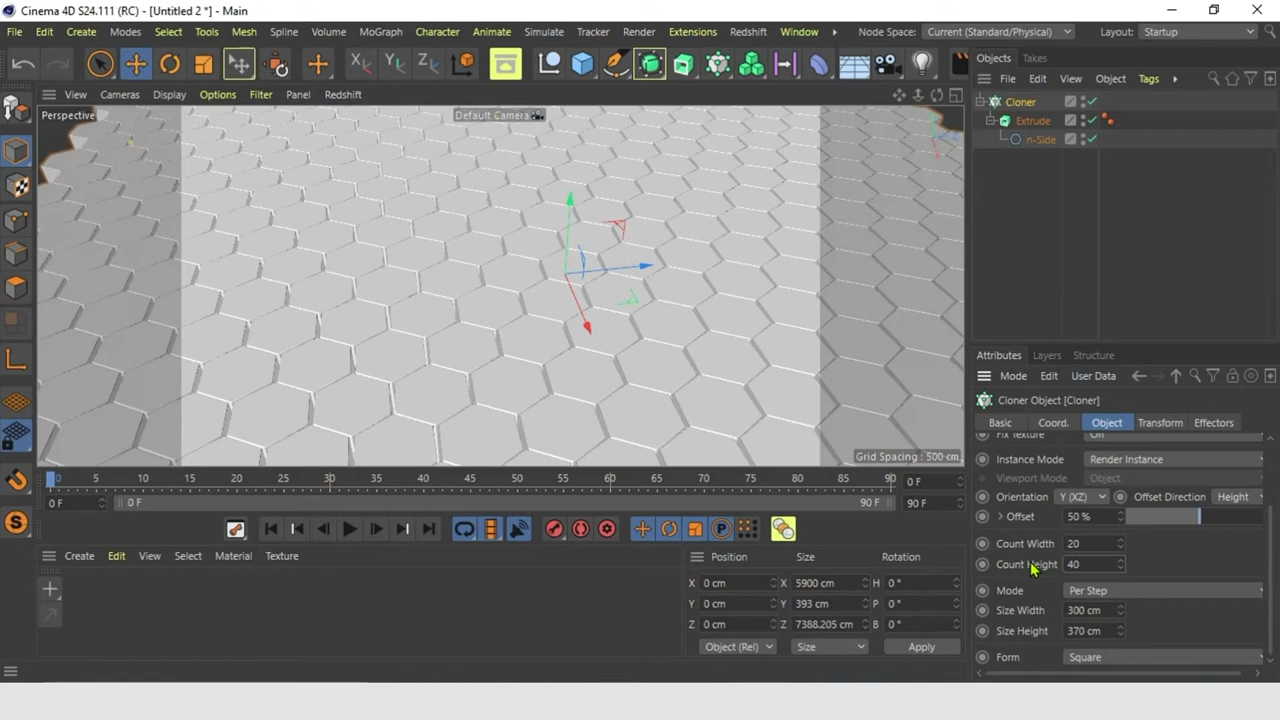 Cinema 4D S24.111 (RC) - [Untitled 2 *] - Main
File Edit Create Modes Select Tools Mesh Spline Volume MoGraph Character Animate Simulate Tracker Render Extensions Redshift Window Node Space: Current (Standard/Physical) Layout: Startup
X Y Z
Objects Takes
View Cameras Display Options Filter Panel Redshift
File Edit View Object Tags
Perspective
Default Camera
Cloner
Extrude
n-Side
Attributes Layers Structure
Mode Edit User Data
Cloner Object [Cloner]
Basic Coord. Object Transform Effectors
Fix Texture Off
Instance Mode Render Instance
Viewport Mode Object
Orientation Y (XZ) Offset Direction Height
Offset 50 %
Count Width 20
Count Height 40
Mode Per Step
Size Width 300 cm
Size Height 370 cm
Form Square
Grid Spacing : 500 cm
0 5 10 15 20 25 30 35 40 45 50 55 60 65 70 75 80 85 90 0 F
0 F 0 F 90 F 90 F
P
Create Edit View Select Material Texture
Position Size Rotation
X 0 cm X 5900 cm H 0 °
Y 0 cm Y 393 cm P 0 °
Z 0 cm Z 7388.205 cm B 0 °
Object (Rel) Size Apply